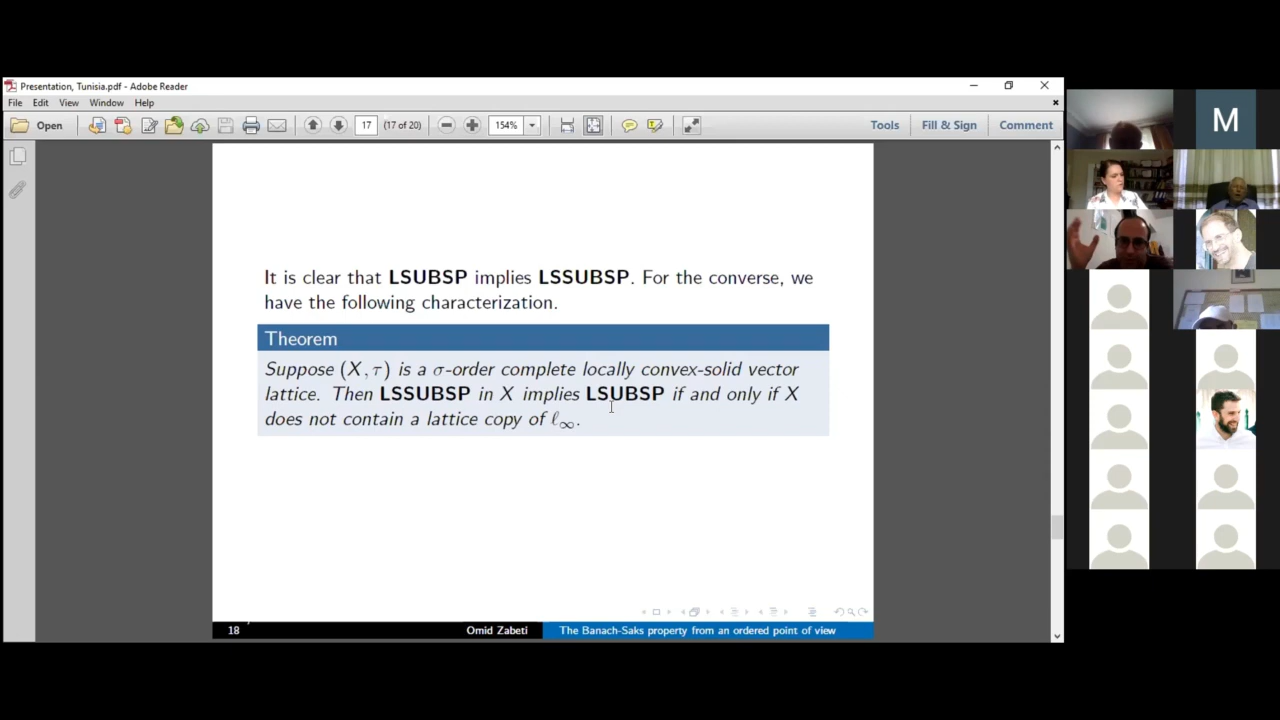 Presentation, Tunisia.pdf - Adobe Reader
File Edit View Window Help
Open 17 (17 of 20) 154% Tools Fill & Sign Comment
M
It is clear that LSUBSP implies LSSUBSP. For the converse, we
have the following characterization.
Theorem
Suppose (X, τ) is a σ-order complete locally convex-solid vector
lattice. Then LSSUBSP in X implies LSUBSP if and only if X
does not contain a lattice copy of ℓ∞.
18 Omid Zabeti The Banach-Saks property from an ordered point of view